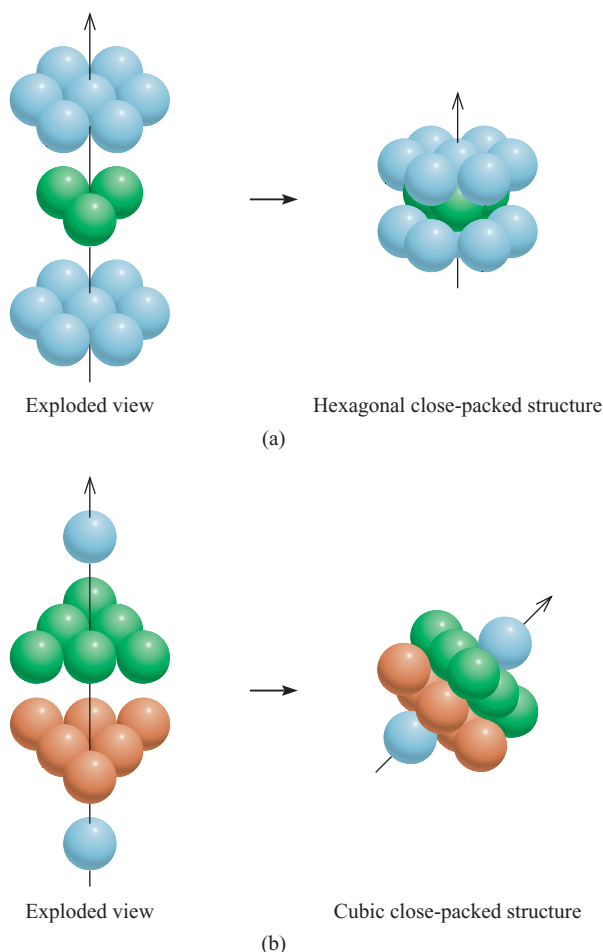 Exploded view
Hexagonal close-packed structure
(a)
Exploded view
Cubic close-packed structure
(b)